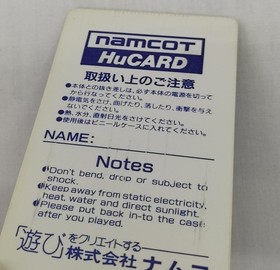 namcoT
HuCARD
取扱い上のご注意
●本体との抜き差しは、必ず本体の電源を切って
から行なってください。
●静電気をさけ、曲げたり、落したり、衝撃を与え
ないでください。
●熱、水分、直射日光をさけてください。
●使用後はビニールケースに入れてください。
NAME:
Notes
●Don't bend, drop or subject to
shock.
●Keep away from static electricity,
heat, water and direct sunlight.
●Please put back in-to the case
after you played.
「遊び」をクリエイトする
株式会社ナムコ